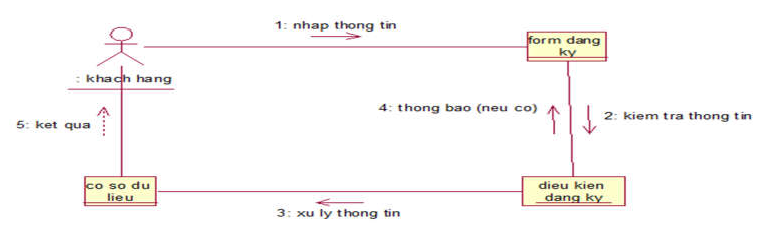 1: nhap thong tin
form dang
ky
: khach hang
4: thong bao (neu co)
2: kiem tra thong tin
5: ket qua
co so du
lieu
dieu kien
dang ky
3: xu ly thong tin